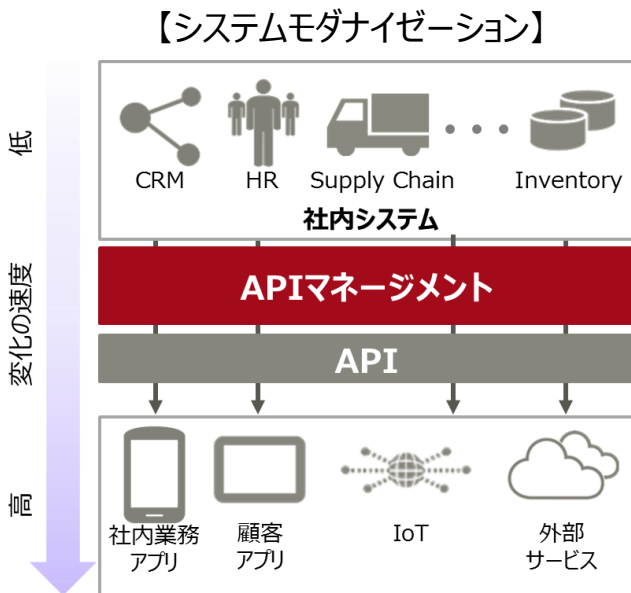 【システムモダナイゼーション】
低
変化の速度
高
CRM
HR
Supply Chain
Inventory
社内システム
APIマネージメント
API
社内業務
アプリ
顧客
アプリ
IoT
外部
サービス